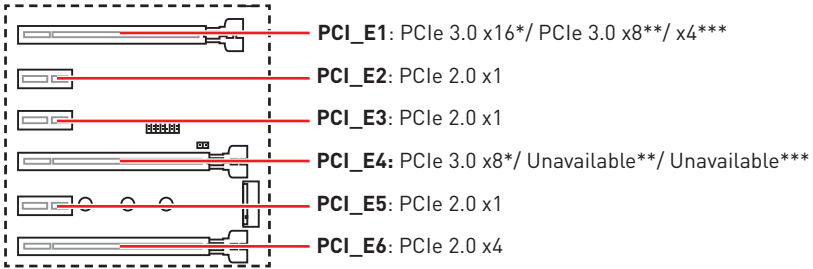 PCI_E1: PCIe 3.0 x16*/ PCIe 3.0 x8**/ x4***
PCI_E2: PCIe 2.0 x1
PCI_E3: PCIe 2.0 x1
PCI_E4: PCIe 3.0 x8*/ Unavailable**/ Unavailable***
PCI_E5: PCIe 2.0 x1
PCI_E6: PCIe 2.0 x4